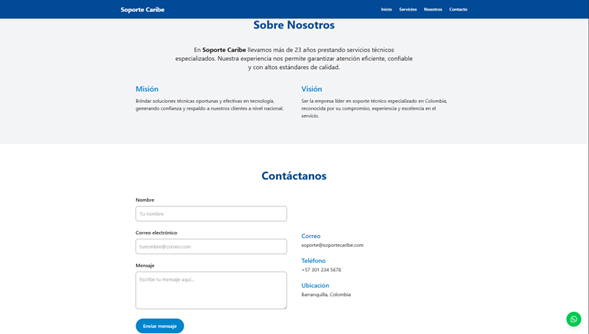 Soporte Caribe
Inicio Servicios Nosotros Contacto
Sobre Nosotros
En Soporte Caribe llevamos más de 23 años prestando servicios técnicos
especializados. Nuestra experiencia nos permite garantizar atención eficiente, confiable
y con altos estándares de calidad.
Misión
Brindar soluciones técnicas oportunas y efectivas en tecnología,
generando confianza y respaldo a nuestros clientes a nivel nacional.
Visión
Ser la empresa líder en soporte técnico especializado en Colombia,
reconocida por su compromiso, experiencia y excelencia en el
servicio.
Contáctanos
Nombre
Tu nombre
Correo electrónico
tunombre@correo.com
Mensaje
Escribe tu mensaje aquí...
Enviar mensaje
Correo
soporte@soportecaribe.com
Teléfono
+57 301 234 5678
Ubicación
Barranquilla, Colombia